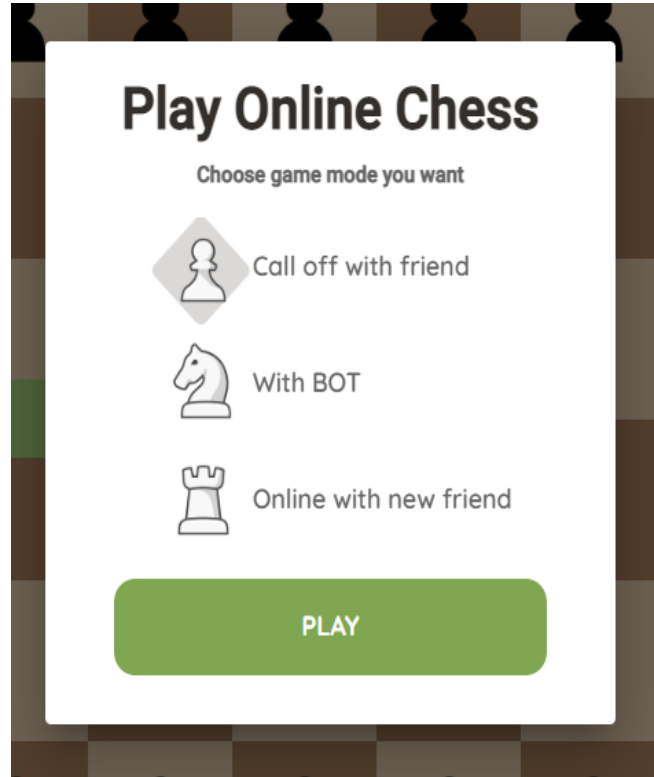 Play Online Chess
Choose game mode you want
Call off with friend
With BOT
Online with new friend
PLAY